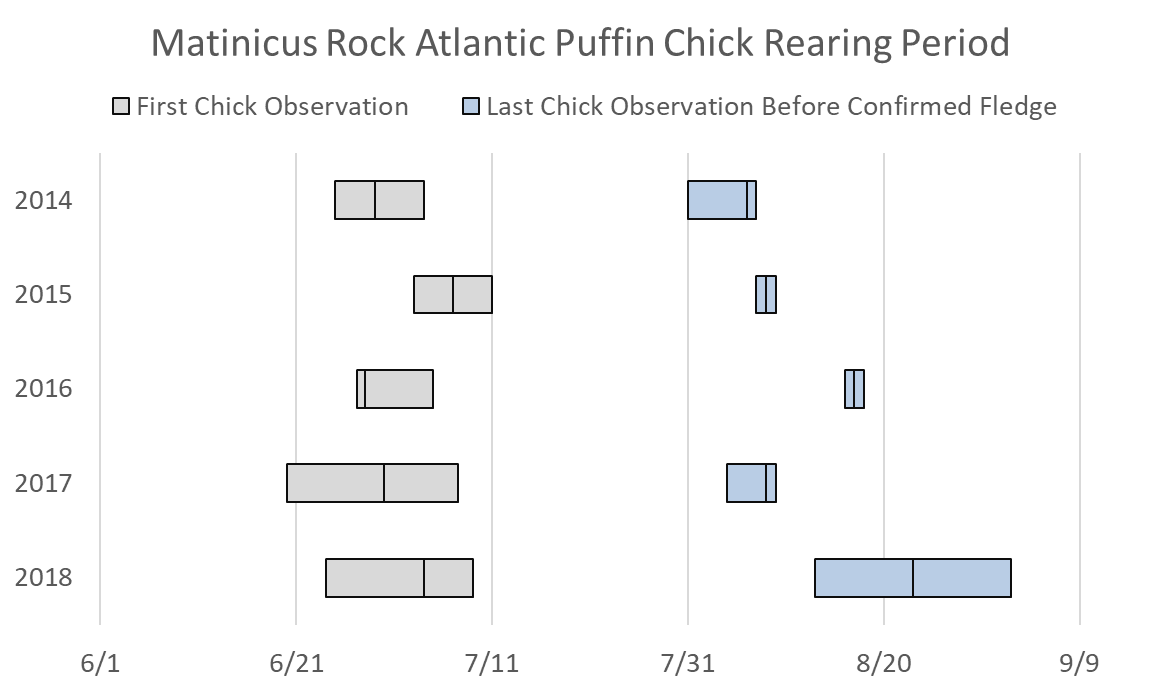 Matinicus Rock Atlantic Puffin Chick Rearing Period
First Chick Observation Last Chick Observation Before Confirmed Fledge
2014
2015
2016
2017
2018
6/1 6/21 7/11 7/31 8/20 9/9